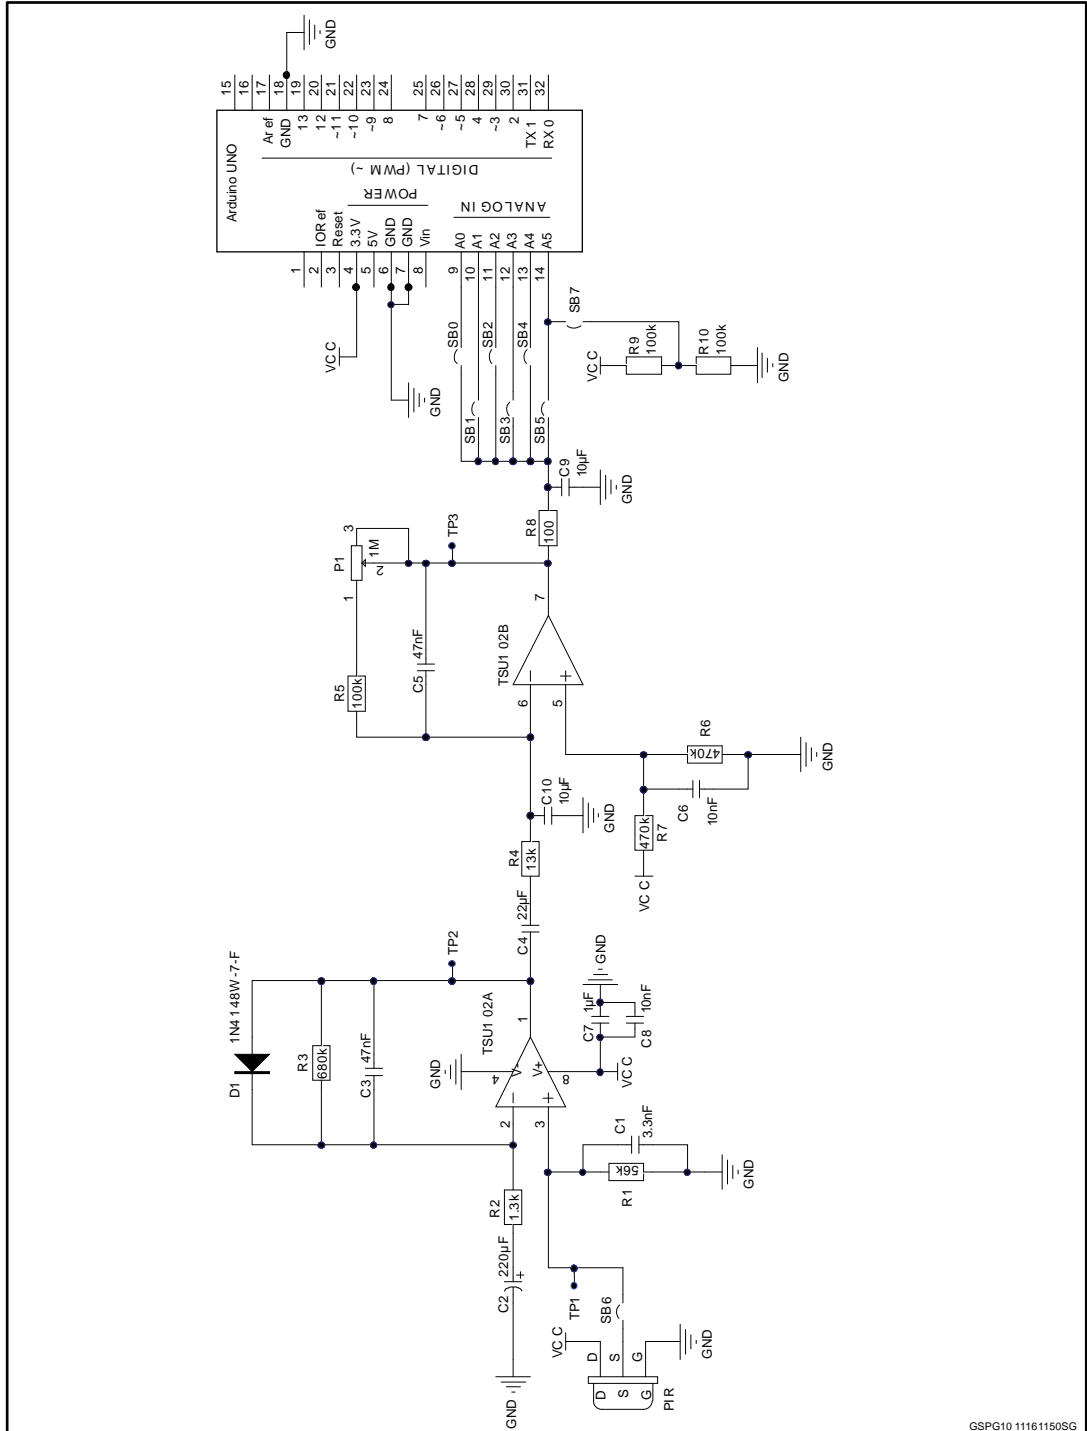 GND
15
16
17
18
19
20
21
22
23
24
25
26
27
28
29
30
31
32
Aref
GND
13
12
~11
~10
~9
8
7
~6
~5
4
~3
2
TX 1
RX 0
Arduino UNO
DIGITAL (PWM ~)
POWER
ANALOG IN
IORef
Reset
3.3V
5V
GND
GND
Vin
A0
A1
A2
A3
A4
A5
1
2
3
4
5
6
7
8
9
10
11
12
13
14
VCC
GND
SB0
SB1
SB2
SB3
SB4
SB5
SB7
VCC
R9
100k
R10
100k
GND
C9
10µF
GND
R8
100
TP3
P1
1M
1
2
3
R5
100k
C5
47nF
TSU102B
6
5
7
C10
10µF
GND
R6
470k
C6
10nF
R7
470k
VCC
GND
R4
13k
C4
22µF
TP2
D1
1N4148W-7-F
R3
680k
C3
47nF
TSU102A
GND
4
V-
V+
8
2
3
1
C7
1µF
C8
10nF
GND
VCC
R2
1.3k
C2
220µF
+
GND
C1
3.3nF
R1
56k
GND
TP1
SB6
VCC
D
S
G
D
S
G
PIR
GND
GSPG1011161150SG